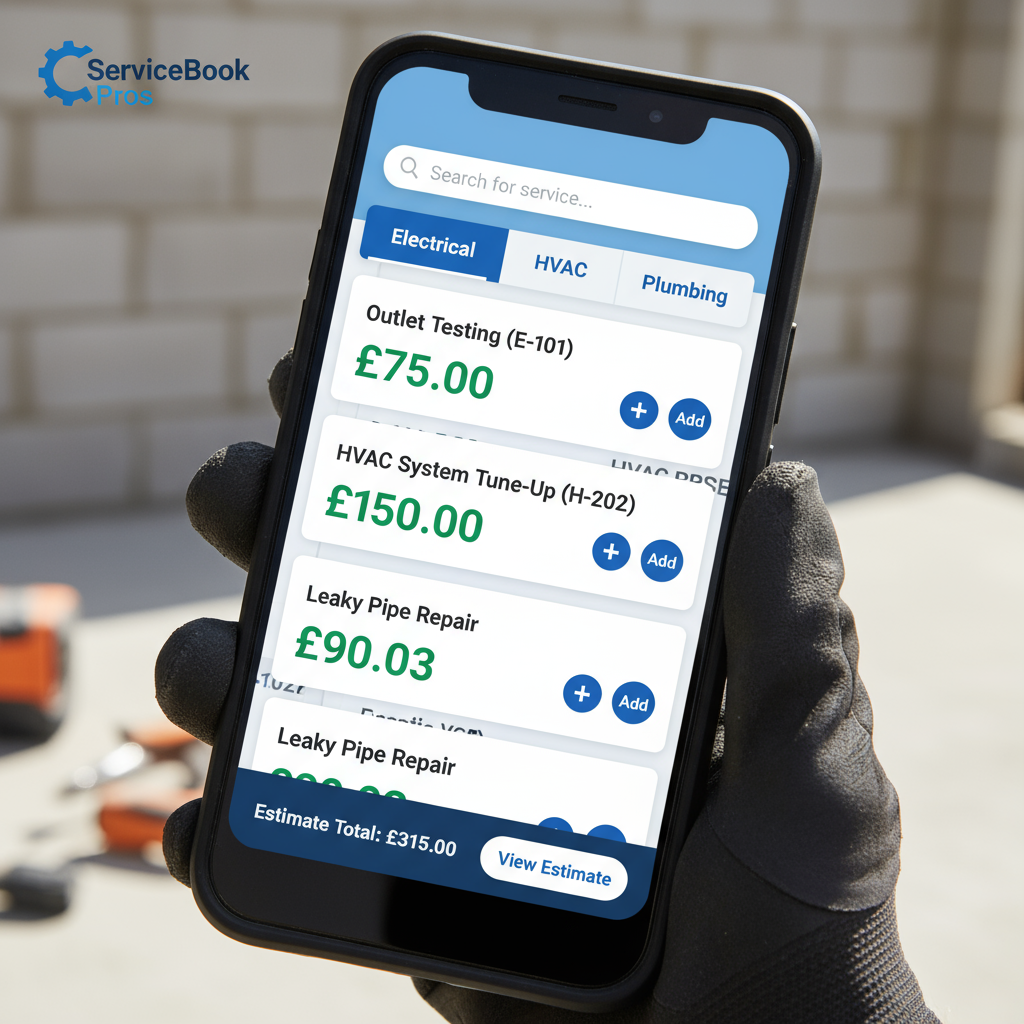 ServiceBook
Pros
Search for service...
Electrical
HVAC
Plumbing
Outlet Testing (E-101)
£75.00
+
Add
HVAC System Tune-Up (H-202)
£150.00
+
Add
Leaky Pipe Repair
£90.03
+
Add
Leaky Pipe Repair
Estimate Total: £315.00
View Estimate